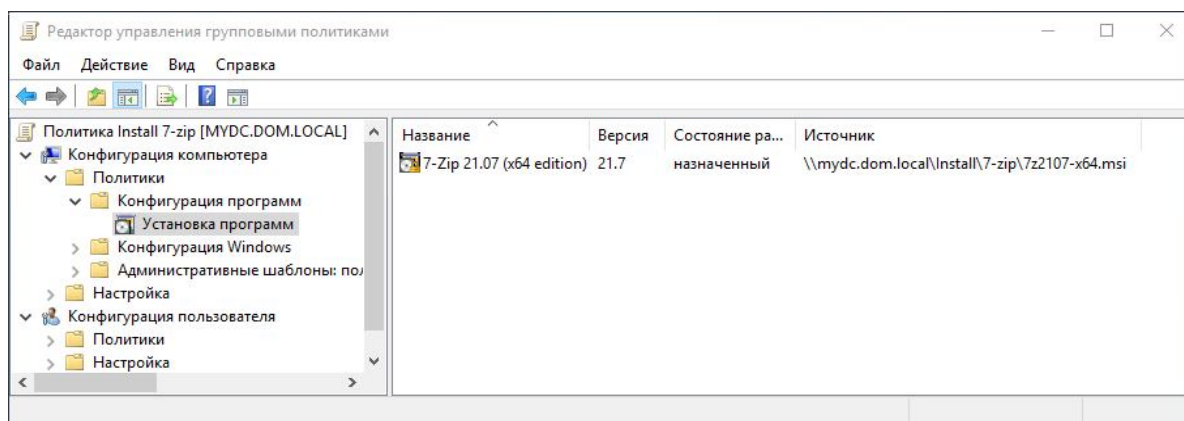 Редактор управления групповыми политиками
Файл Действие Вид Справка
Политика Install 7-zip [MYDC.DOM.LOCAL]
Конфигурация компьютера
Политики
Конфигурация программ
Установка программ
Конфигурация Windows
Административные шаблоны: пол
Настройка
Конфигурация пользователя
Политики
Настройка
Название Версия Состояние ра... Источник
7-Zip 21.07 (x64 edition) 21.7 назначенный \\mydc.dom.local\Install\7-zip\7z2107-x64.msi